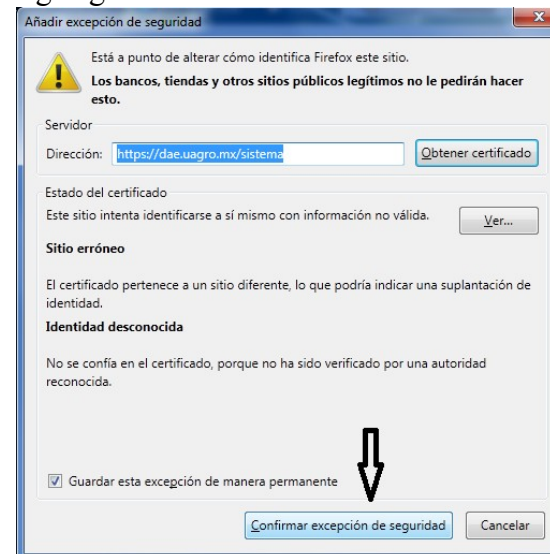 Añadir excepción de seguridad
Está a punto de alterar cómo identifica Firefox este sitio.
Los bancos, tiendas y otros sitios públicos legítimos no le pedirán hacer
esto.
Servidor
Dirección: https://dae.uagro.mx/sistema Obtener certificado
Estado del certificado
Este sitio intenta identificarse a sí mismo con información no válida. Ver...
Sitio erróneo
El certificado pertenece a un sitio diferente, lo que podría indicar una suplantación de
identidad.
Identidad desconocida
No se confía en el certificado, porque no ha sido verificado por una autoridad
reconocida.
Guardar esta excepción de manera permanente
Confirmar excepción de seguridad Cancelar